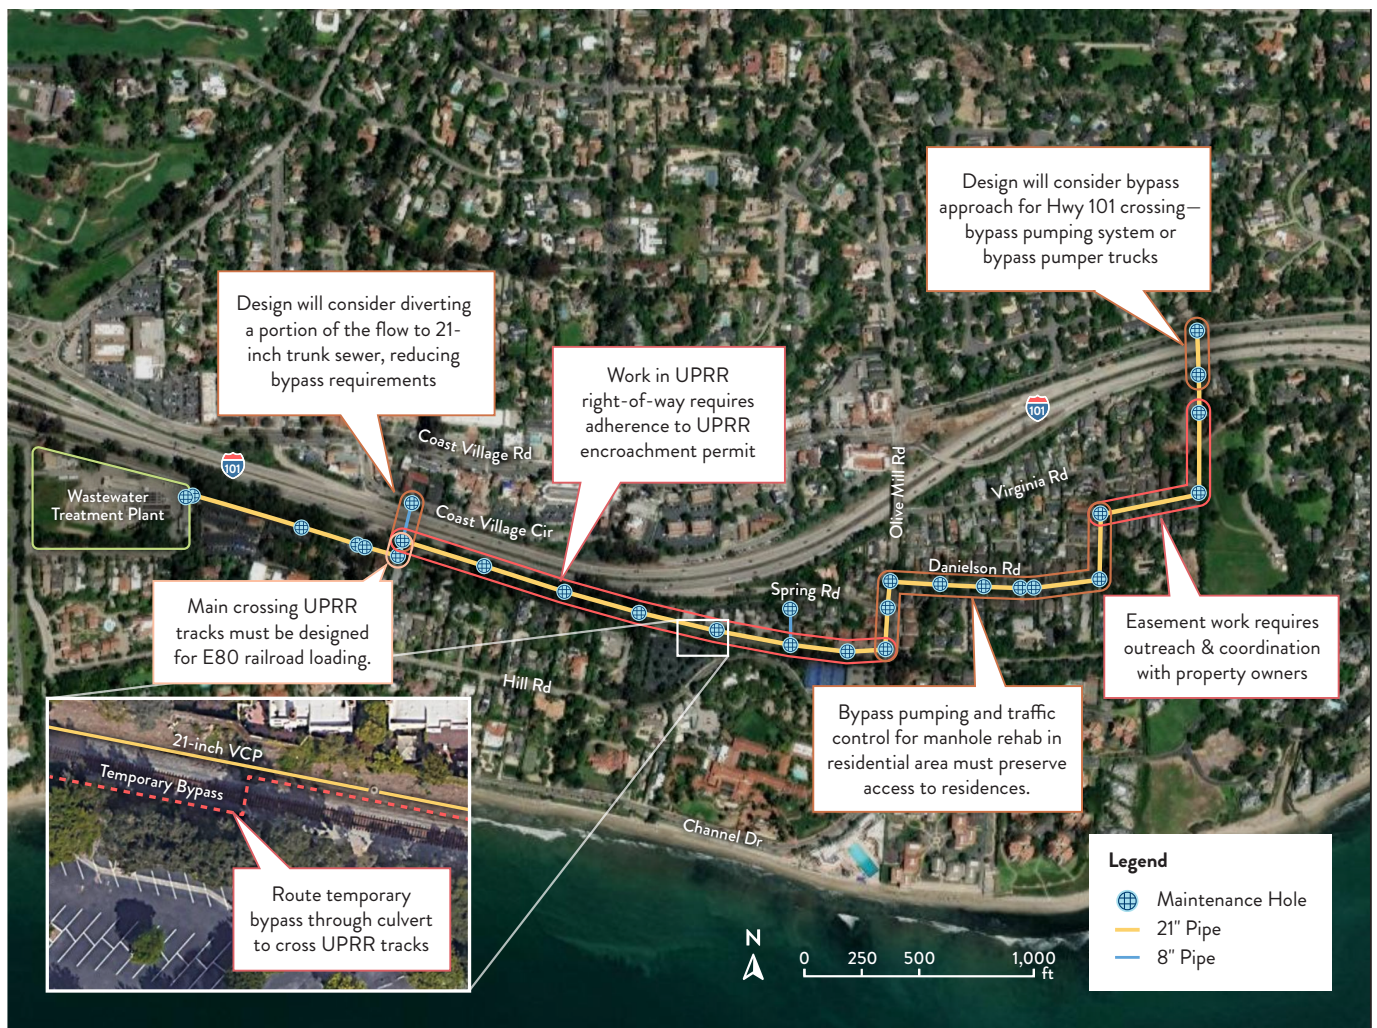 Design will consider bypass
approach for Hwy 101 crossing—
bypass pumping system or
bypass pumper trucks
Design will consider diverting
a portion of the flow to 21-
inch trunk sewer, reducing
bypass requirements
Work in UPRR
right-of-way requires
adherence to UPRR
encroachment permit
101
Coast Village Rd
101
Olive Mill Rd
Virginia Rd
Wastewater
Treatment Plant
Coast Village Cir
Danielson Rd
Spring Rd
Main crossing UPRR
tracks must be designed
for E80 railroad loading.
Easement work requires
outreach & coordination
with property owners
Hill Rd
Bypass pumping and traffic
control for manhole rehab in
residential area must preserve
access to residences.
21-inch VCP
Temporary Bypass
Route temporary
bypass through culvert
to cross UPRR tracks
Channel Dr
N
0 250 500 1,000
ft
Legend
Maintenance Hole
21" Pipe
8" Pipe